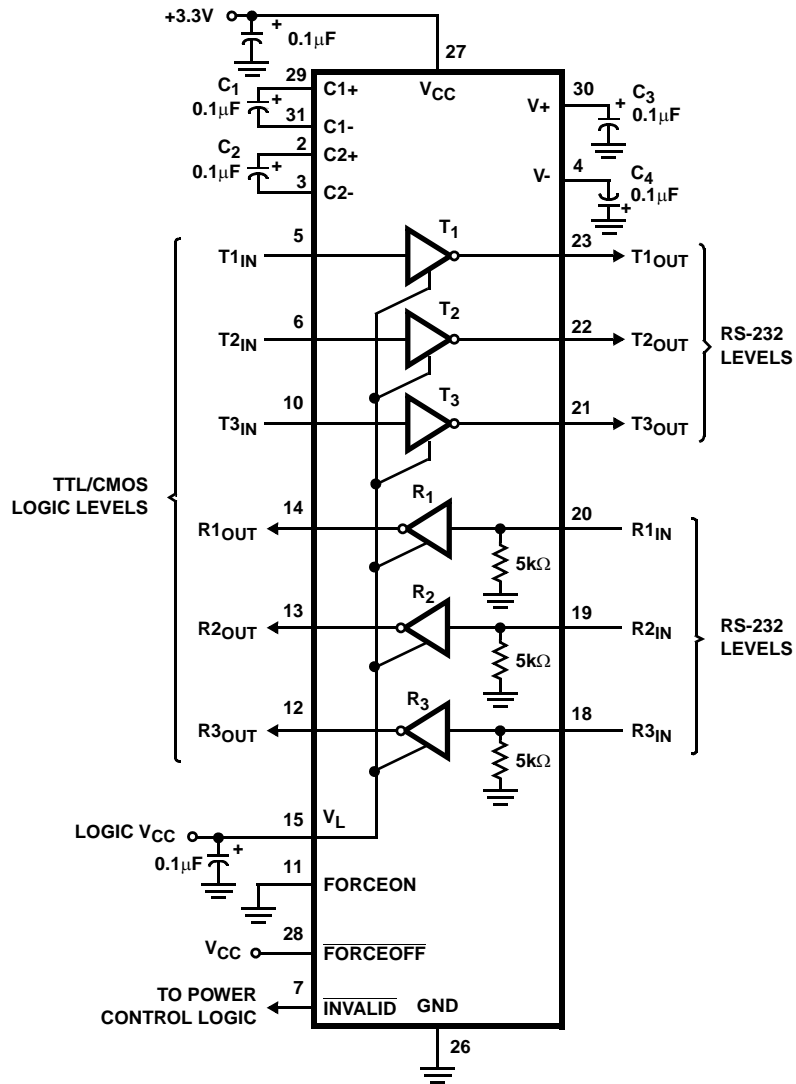 +3.3V
+
0.1µF
27
29
C1
0.1µF
+
31
C1+
C1-
VCC
V+
30
+
C3
0.1µF
2
C2
0.1µF
+
3
C2+
C2-
V-
4
C4
0.1µF
+
T1IN
5
T1
23
T1OUT
T2IN
6
T2
22
T2OUT
RS-232
LEVELS
T3IN
10
T3
21
T3OUT
TTL/CMOS
LOGIC LEVELS
R1OUT
14
R1
20
R1IN
5kΩ
R2OUT
13
R2
19
R2IN
5kΩ
RS-232
LEVELS
R3OUT
12
R3
18
R3IN
5kΩ
LOGIC VCC
15
VL
0.1µF
+
11
FORCEON
VCC
28
FORCEOFF
TO POWER
CONTROL LOGIC
7
INVALID
GND
26